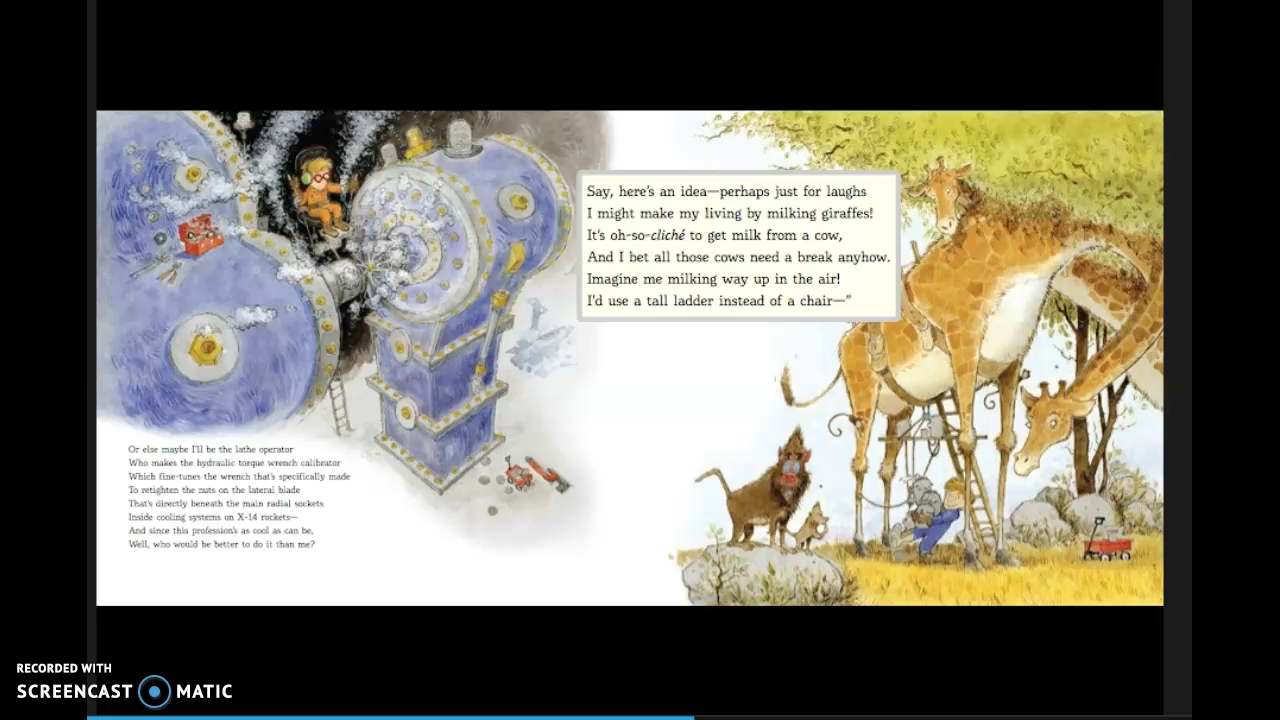 Or else maybe I'll be the lathe operator
Who makes the hydraulic torque wrench calibrator
Which fine-tunes the wrench that's specifically made
To retighten the nuts on the lateral blade
That's directly beneath the main radial sockets
Inside cooling systems on X-14 rockets—
And since this profession's as cool as can be,
Well, who would be better to do it than me?
Say, here's an idea—perhaps just for laughs
I might make my living by milking giraffes!
It's oh-so-cliché to get milk from a cow,
And I bet all those cows need a break anyhow.
Imagine me milking way up in the air!
I'd use a tall ladder instead of a chair—"
RECORDED WITH
SCREENCAST MATIC